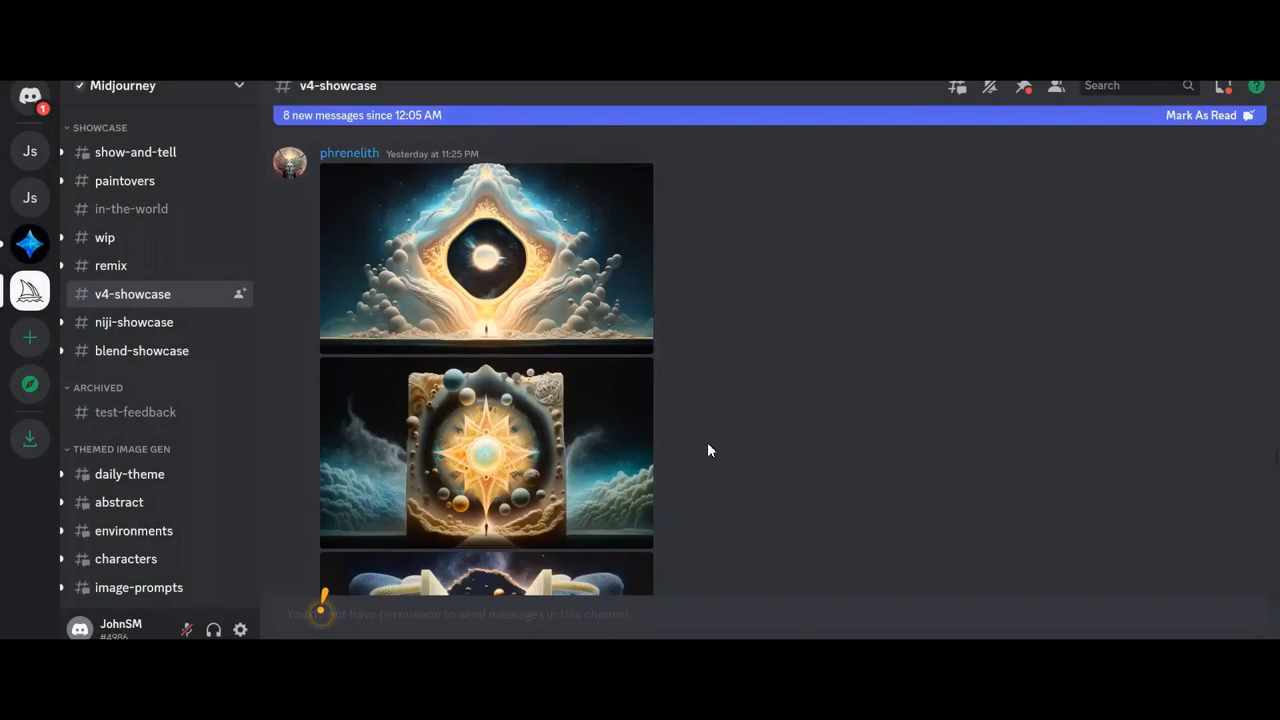 Midjourney
v4-showcase
Search
8 new messages since 12:05 AM
Mark As Read
1
SHOWCASE
show-and-tell
paintovers
in-the-world
wip
remix
v4-showcase
niji-showcase
blend-showcase
ARCHIVED
test-feedback
THEMED IMAGE GEN
daily-theme
abstract
environments
characters
image-prompts
Js
Js
JohnSM
#4986
phrenelith Yesterday at 11:25 PM
You not have permission to send messages in this channel.